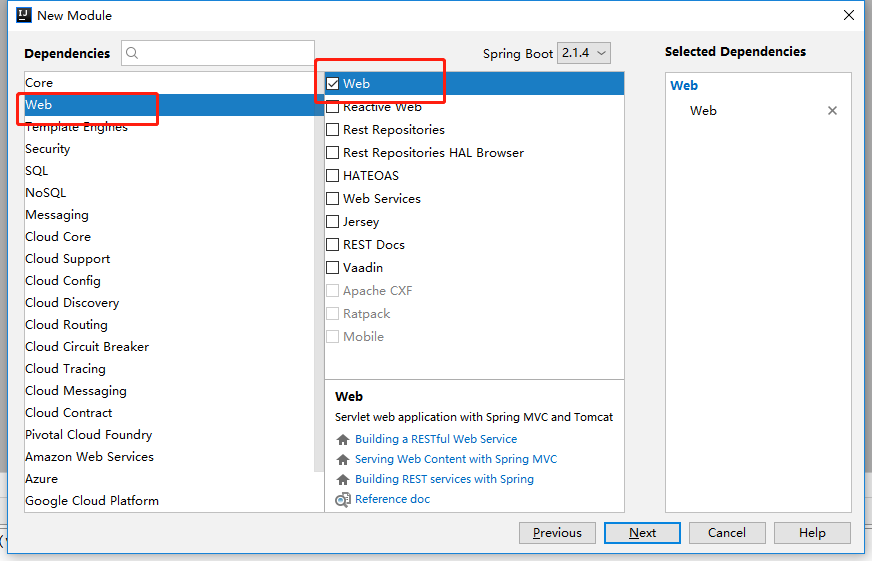 IJ New Module
Dependencies
Spring Boot 2.1.4
Selected Dependencies
Core
Web
Template Engines
Security
SQL
NoSQL
Messaging
Cloud Core
Cloud Support
Cloud Config
Cloud Discovery
Cloud Routing
Cloud Circuit Breaker
Cloud Tracing
Cloud Messaging
Cloud Contract
Pivotal Cloud Foundry
Amazon Web Services
Azure
Google Cloud Platform
Web
Reactive Web
Rest Repositories
Rest Repositories HAL Browser
HATEOAS
Web Services
Jersey
REST Docs
Vaadin
Apache CXF
Ratpack
Mobile
Web
Servlet web application with Spring MVC and Tomcat
Building a RESTful Web Service
Serving Web Content with Spring MVC
Building REST services with Spring
Reference doc
Web
Web
Previous
Next
Cancel
Help